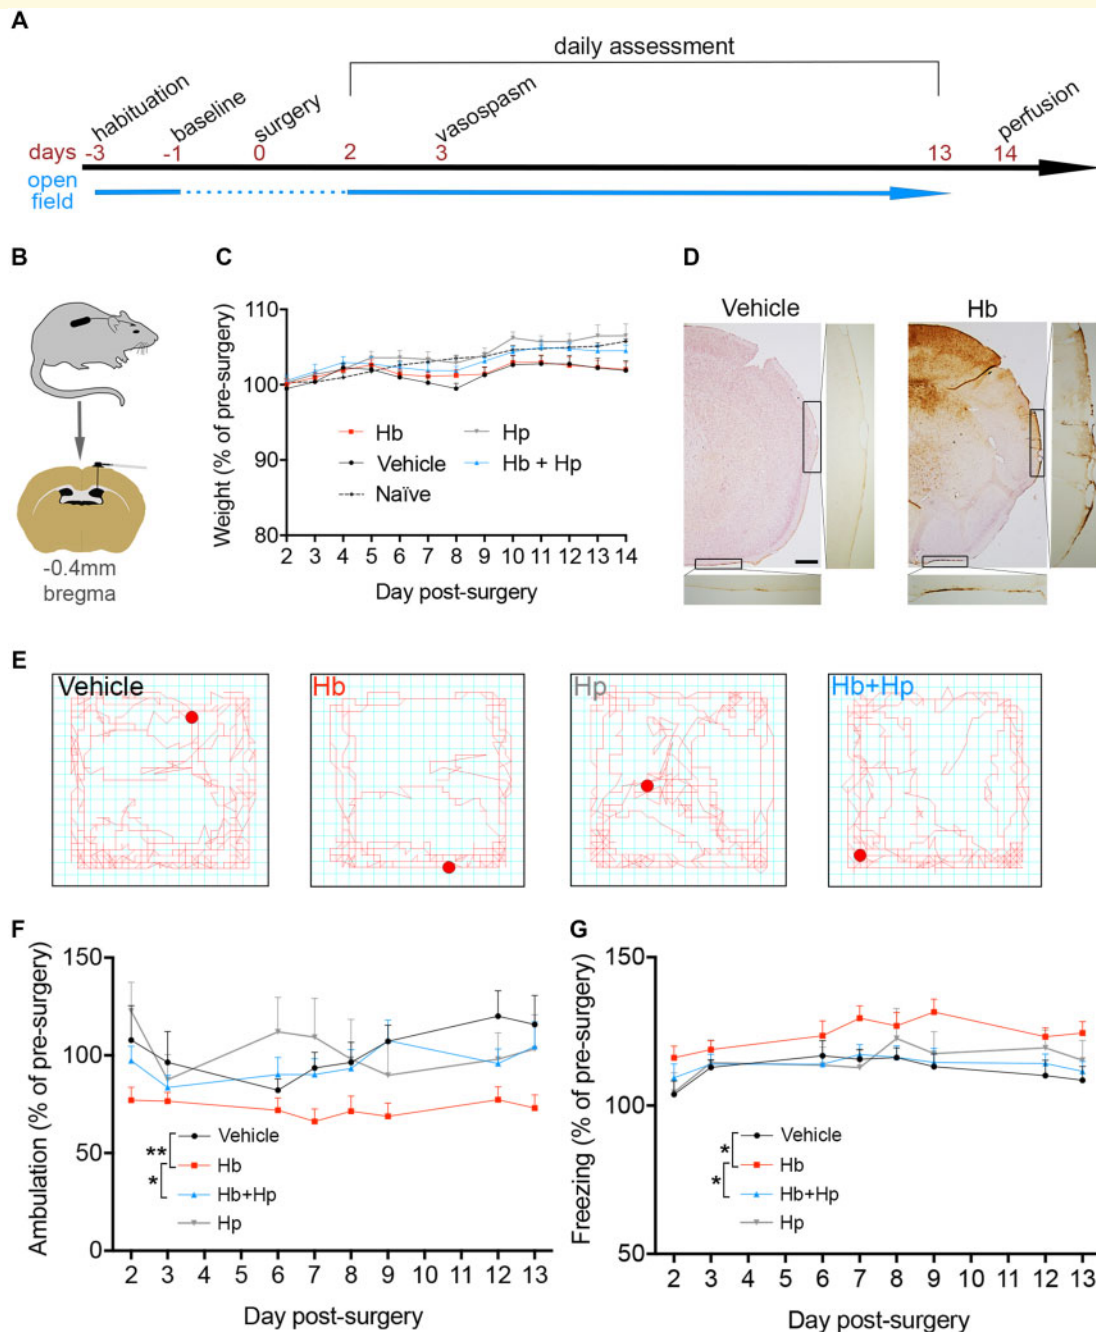 A
daily assessment
habituation
baseline
surgery
vasospasm
perfusion
days -3 -1 0 2 3 13 14
open
field
B
-0.4mm
bregma
C
Weight (% of pre-surgery)
110
100
90
80
Hb
Vehicle
Naïve
Hp
Hb + Hp
2 3 4 5 6 7 8 9 10 11 12 13 14
Day post-surgery
D
Vehicle Hb
E
Vehicle Hb Hp Hb+Hp
F
Ambulation (% of pre-surgery)
150
100
50
0
Vehicle
** Hb
* Hb+Hp
Hp
2 3 4 5 6 7 8 9 10 11 12 13
Day post-surgery
G
Freezing (% of pre-surgery)
150
100
50
* Vehicle
Hb
* Hb+Hp
Hp
2 3 4 5 6 7 8 9 10 11 12 13
Day post-surgery